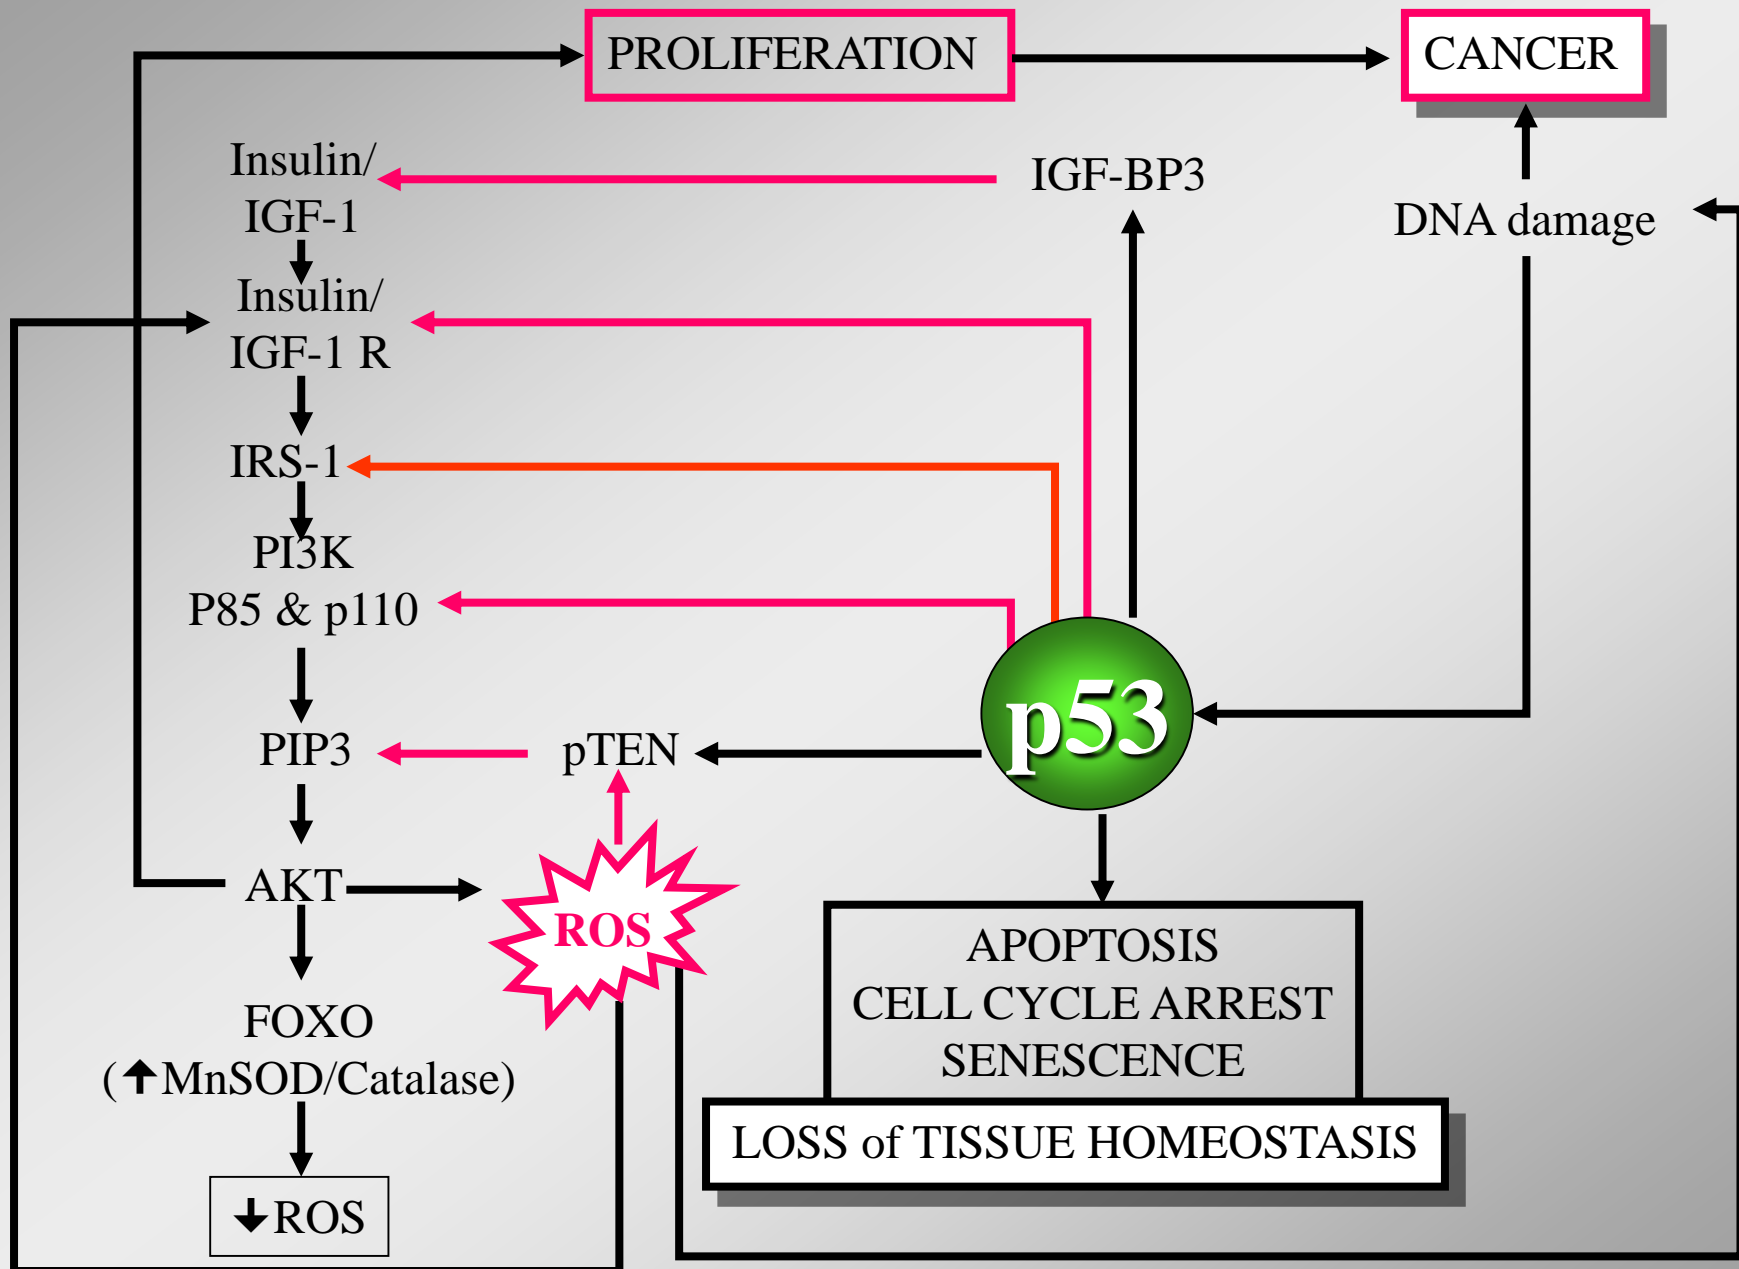 PROLIFERATION
CANCER
Insulin/
IGF-1
IGF-BP3
DNA damage
Insulin/
IGF-1 R
IRS-1
PI3K
P85 & p110
p53
PIP3
pTEN
AKT
ROS
FOXO
(↑MnSOD/Catalase)
↓ROS
APOPTOSIS
CELL CYCLE ARREST
SENESCENCE
LOSS of TISSUE HOMEOSTASIS